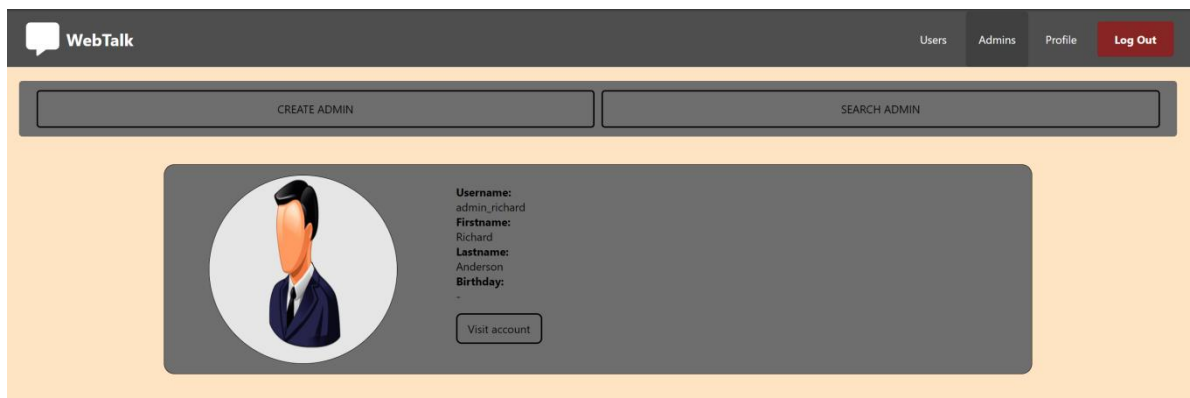 WebTalk
Users Admins Profile Log Out
CREATE ADMIN SEARCH ADMIN
Username:
admin_richard
Firstname:
Richard
Lastname:
Anderson
Birthday:
-
Visit account